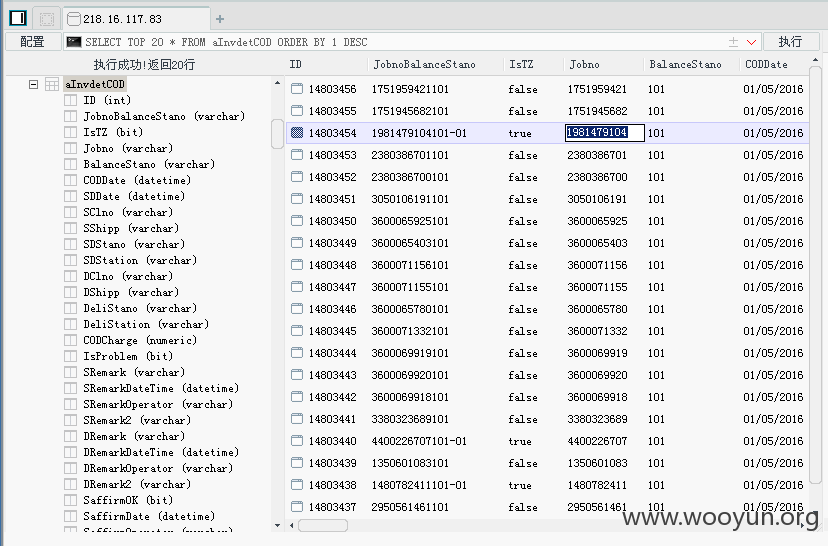 218.16.117.83
配置 SELECT TOP 20 * FROM aInvdetCOD ORDER BY 1 DESC 执行
执行成功!返回20行
aInvdetCOD
ID (int)
JobnoBalanceStano (varchar)
IsTZ (bit)
Jobno (varchar)
BalanceStano (varchar)
CODDate (datetime)
SDDate (datetime)
SClno (varchar)
SShipp (varchar)
SDStano (varchar)
SDStation (varchar)
DClno (varchar)
DShipp (varchar)
DeliStano (varchar)
DeliStation (varchar)
CODCharge (numeric)
IsProblem (bit)
SRemark (varchar)
SRemarkDateTime (datetime)
SRemarkOperator (varchar)
SRemark2 (varchar)
DRemark (varchar)
DRemarkDateTime (datetime)
DRemarkOperator (varchar)
DRemark2 (varchar)
SaffirmOK (bit)
SaffirmDate (datetime)
SaffirmOperator (varchar)
ID JobnoBalanceStano IsTZ Jobno BalanceStano CODDate
14803456 1751959421101 false 1751959421 101 01/05/2016
14803455 1751945682101 false 1751945682 101 01/05/2016
14803454 1981479104101-01 true 1981479104 101 01/05/2016
14803453 2380386701101 false 2380386701 101 01/05/2016
14803452 2380386700101 false 2380386700 101 01/05/2016
14803451 3050106191101 false 3050106191 101 01/05/2016
14803450 3600065925101 false 3600065925 101 01/05/2016
14803449 3600065403101 false 3600065403 101 01/05/2016
14803448 3600071156101 false 3600071156 101 01/05/2016
14803447 3600071155101 false 3600071155 101 01/05/2016
14803446 3600065780101 false 3600065780 101 01/05/2016
14803445 3600071332101 false 3600071332 101 01/05/2016
14803444 3600069919101 false 3600069919 101 01/05/2016
14803443 3600069920101 false 3600069920 101 01/05/2016
14803442 3600069918101 false 3600069918 101 01/05/2016
14803441 3380323689101 false 3380323689 101 01/05/2016
14803440 4400226707101-01 true 4400226707 101 01/05/2016
14803439 1350601083101 false 1350601083 101 01/05/2016
14803438 1480782411101-01 true 1480782411 101 01/05/2016
14803437 2950561461101 false 2950561461 101 01/05/2016
www.wooyun.org